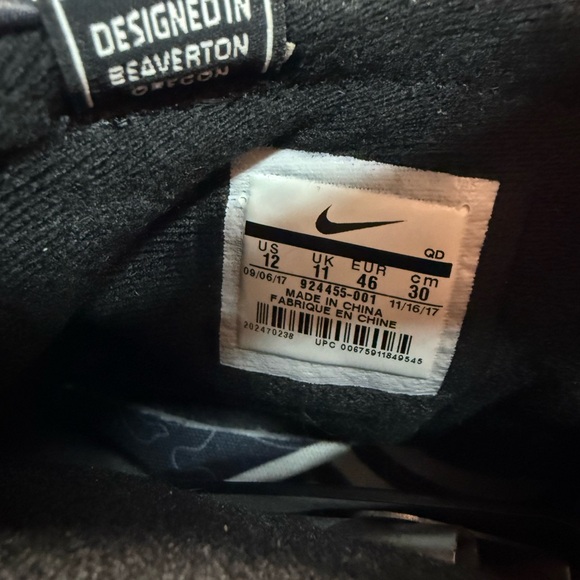 DESIGNED IN
BEAVERTON
OREGON
QD
US UK EUR cm
12 11 46 30
09/06/17 924455-001 11/16/17
MADE IN CHINA
FABRIQUE EN CHINE
202470238 UPC 00675911849545